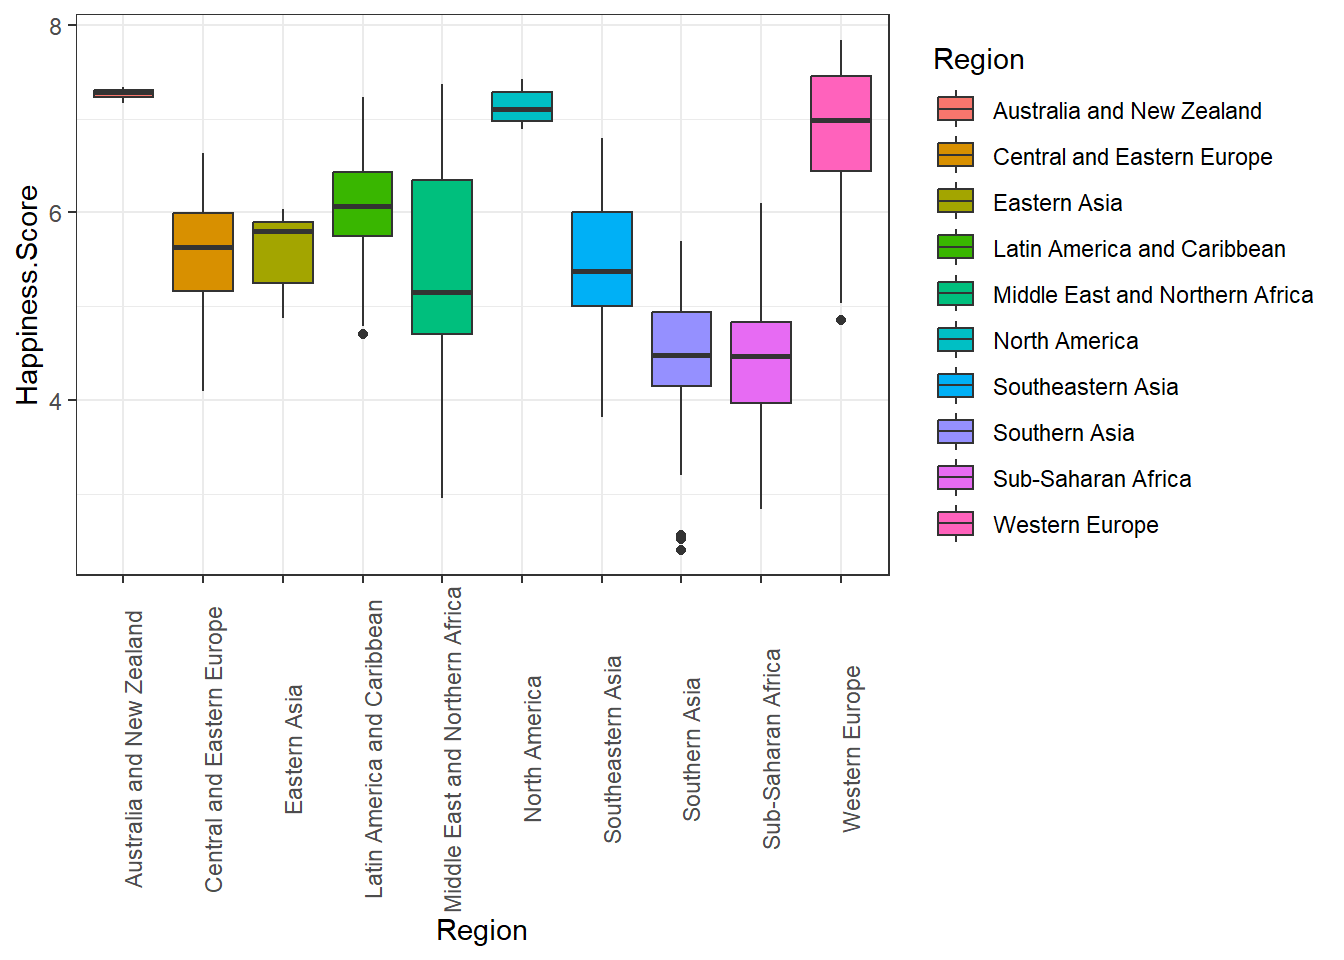 8
6
4
Happiness.Score
Australia and New Zealand
Central and Eastern Europe
Eastern Asia
Latin America and Caribbean
Middle East and Northern Africa
North America
Southeastern Asia
Southern Asia
Sub-Saharan Africa
Western Europe
Region
Region
Australia and New Zealand
Central and Eastern Europe
Eastern Asia
Latin America and Caribbean
Middle East and Northern Africa
North America
Southeastern Asia
Southern Asia
Sub-Saharan Africa
Western Europe